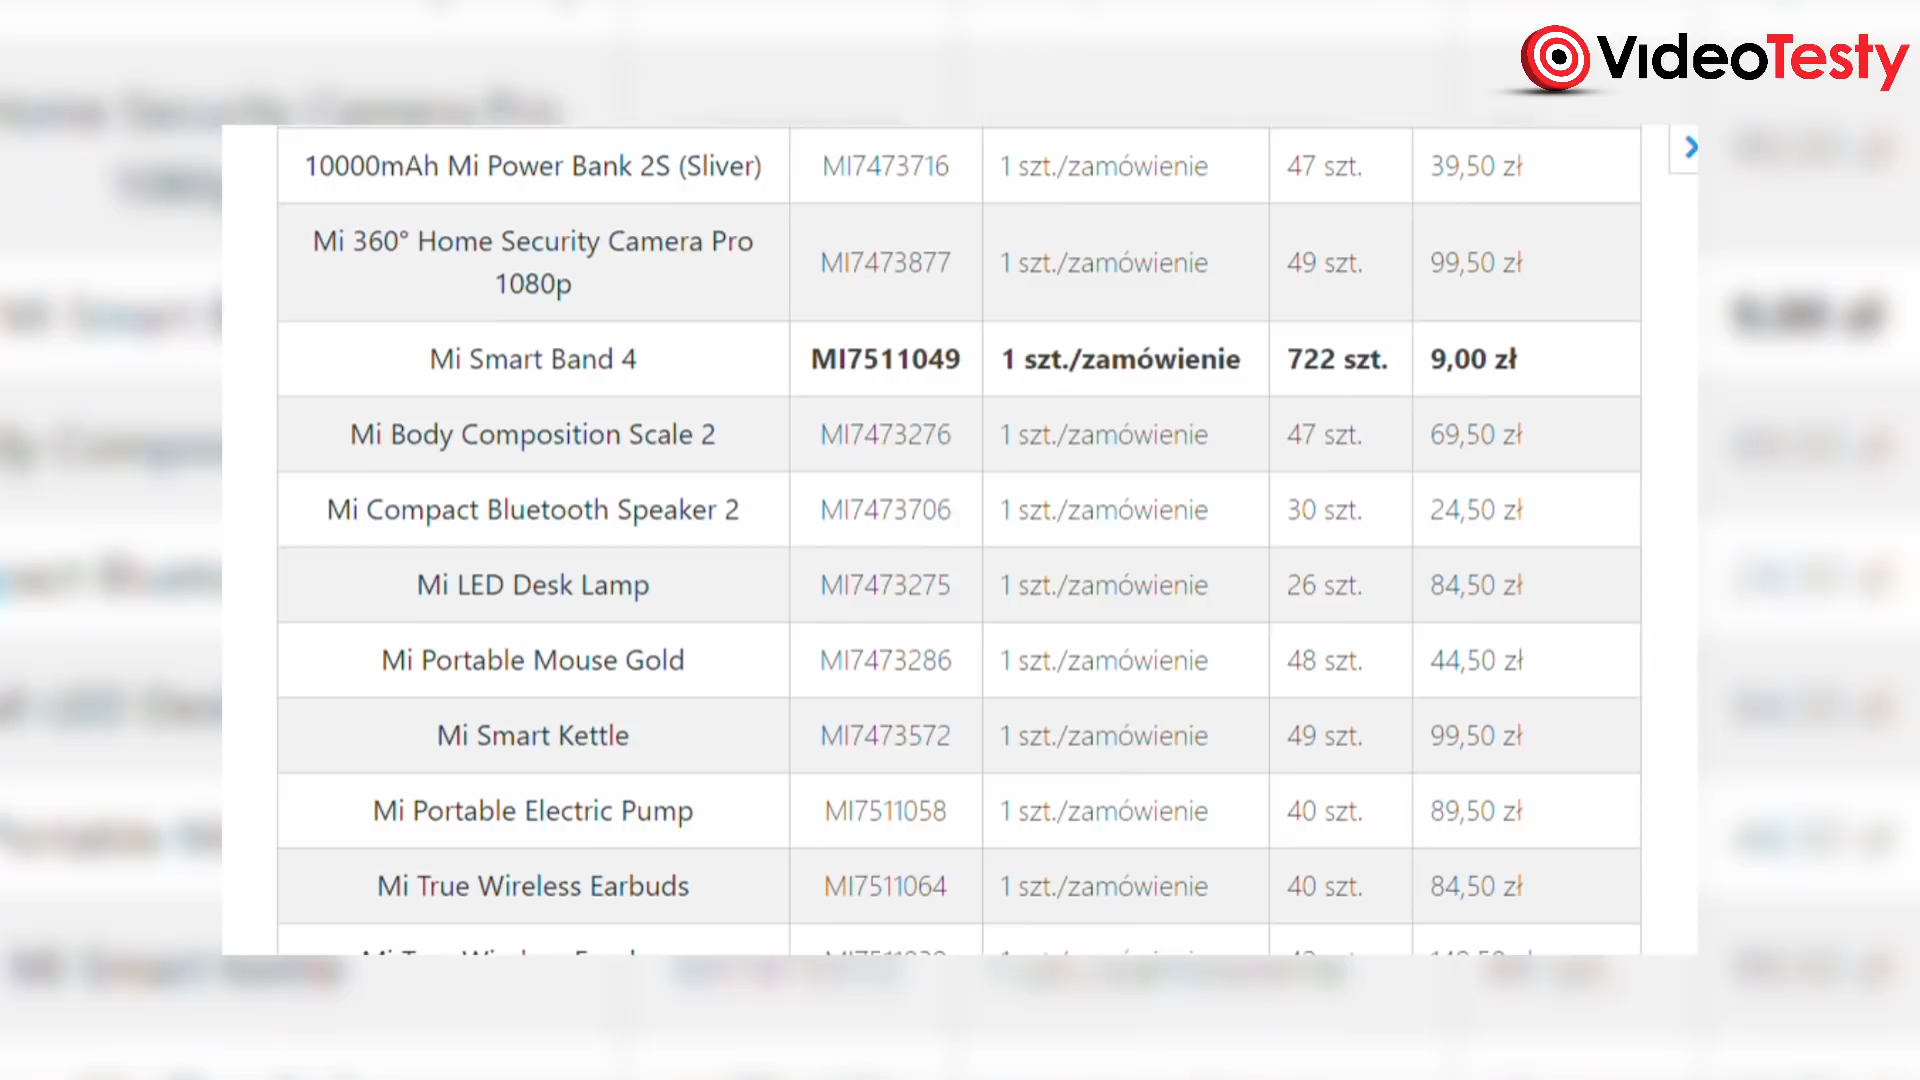 VideoTesty
10000mAh Mi Power Bank 2S (Sliver) MI7473716 1 szt./zamówienie 47 szt. 39,50 zł
Mi 360° Home Security Camera Pro
1080p MI7473877 1 szt./zamówienie 49 szt. 99,50 zł
Mi Smart Band 4 MI7511049 1 szt./zamówienie 722 szt. 9,00 zł
Mi Body Composition Scale 2 MI7473276 1 szt./zamówienie 47 szt. 69,50 zł
Mi Compact Bluetooth Speaker 2 MI7473706 1 szt./zamówienie 30 szt. 24,50 zł
Mi LED Desk Lamp MI7473275 1 szt./zamówienie 26 szt. 84,50 zł
Mi Portable Mouse Gold MI7473286 1 szt./zamówienie 48 szt. 44,50 zł
Mi Smart Kettle MI7473572 1 szt./zamówienie 49 szt. 99,50 zł
Mi Portable Electric Pump MI7511058 1 szt./zamówienie 40 szt. 89,50 zł
Mi True Wireless Earbuds MI7511064 1 szt./zamówienie 40 szt. 84,50 zł